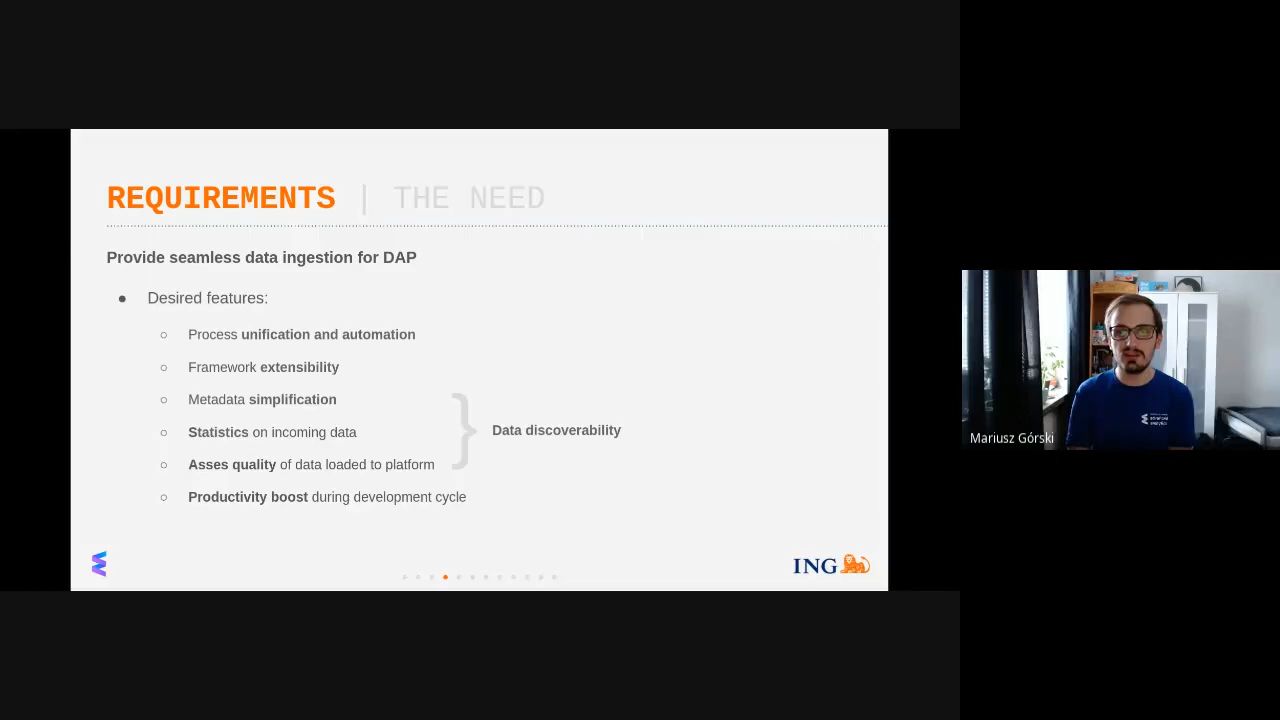 REQUIREMENTS | THE NEED
Provide seamless data ingestion for DAP
● Desired features:
○ Process unification and automation
○ Framework extensibility
○ Metadata simplification
○ Statistics on incoming data
} Data discoverability
○ Asses quality of data loaded to platform
○ Productivity boost during development cycle
ING
Mariusz Górski